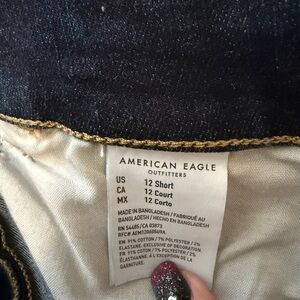 AMERICAN EAGLE
OUTFITTERS
US 12 Short
CA 12 Court
MX 12 Corto
MADE IN BANGLADESH / FABRIQUÉ AU
BANGLADESH / HECHO EN BANGLADESH
RN 54485/CA 03873
RFC# AEM1206069A
EN: 91% COTTON / 7% POLYESTER / 2%
ELASTANE. EXCLUSIVE OF DECORATION
FR: 91% COTON / 7% POLYESTER / 2%
ÉLASTHANNE. À L'EXCEPTION DE LA
GARNITURE.